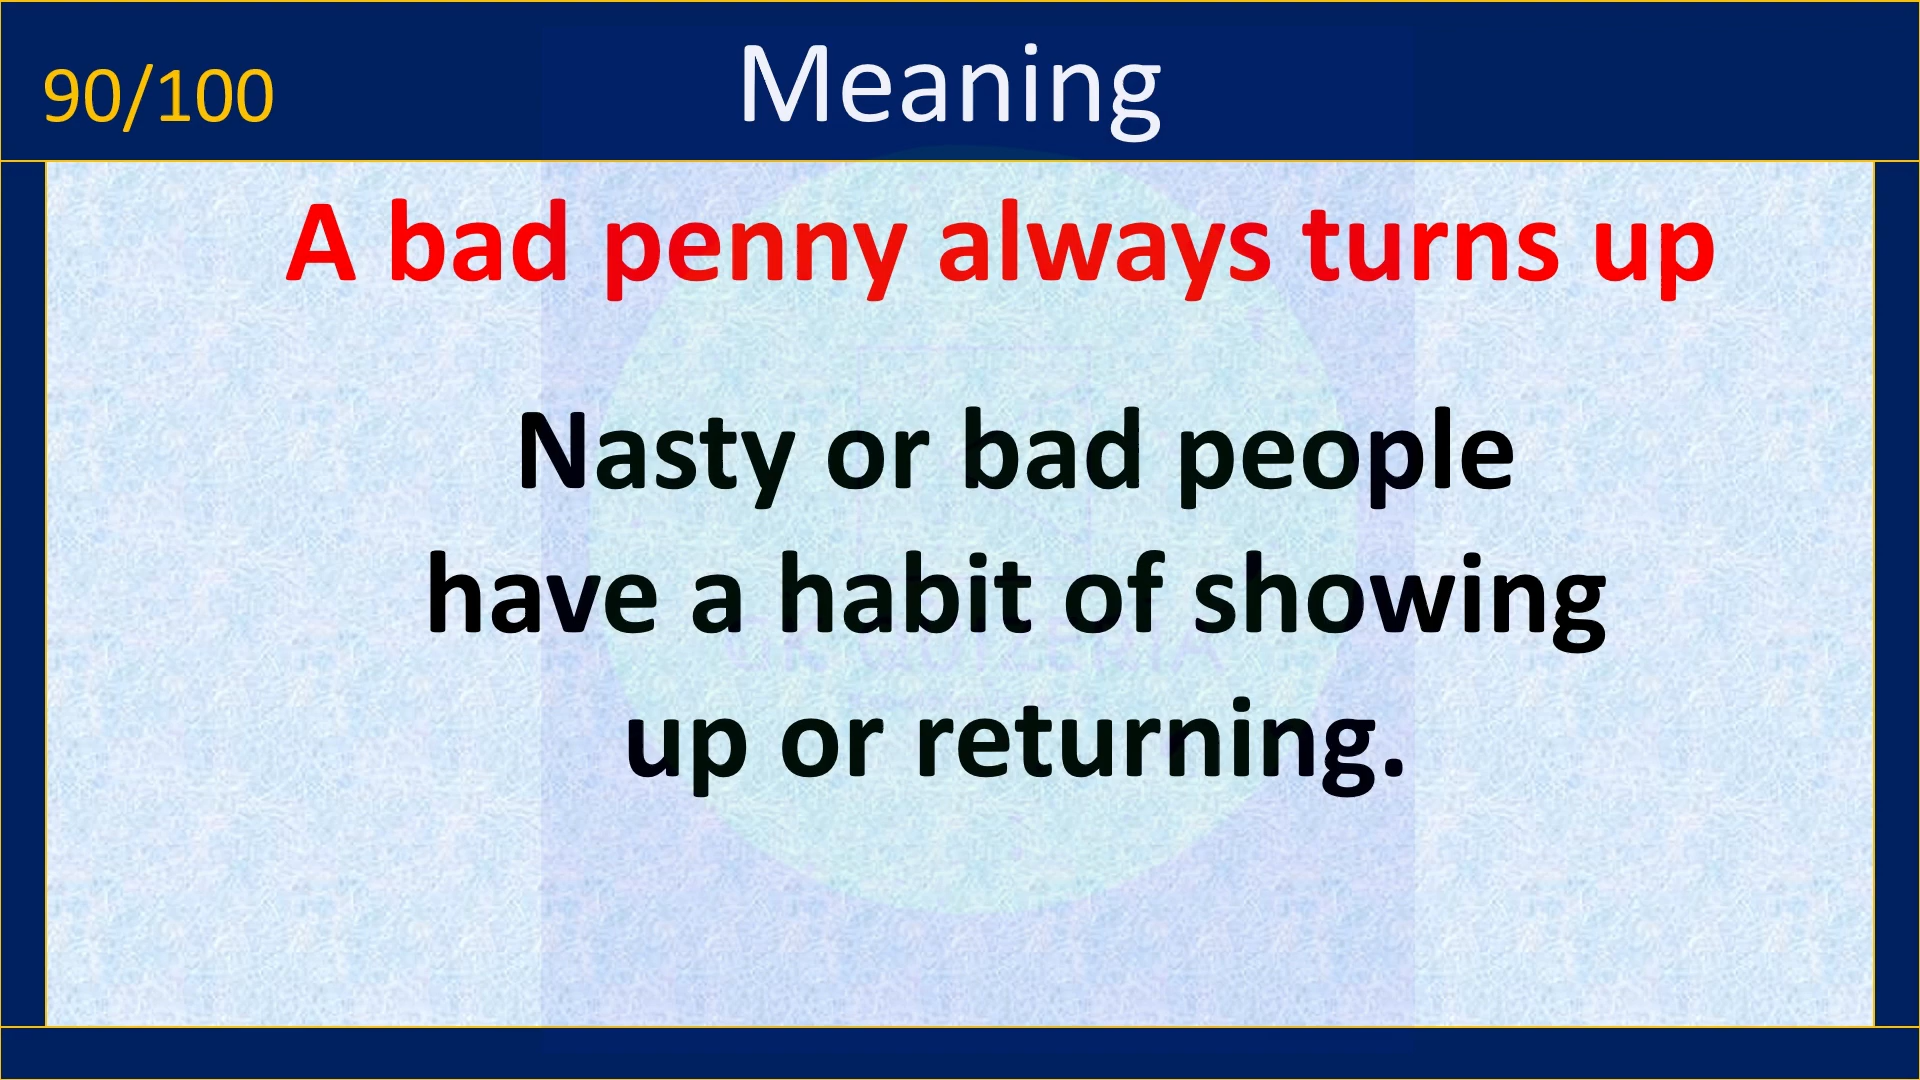 90/100
Meaning
A bad penny always turns up
Nasty or bad people
have a habit of showing
up or returning.